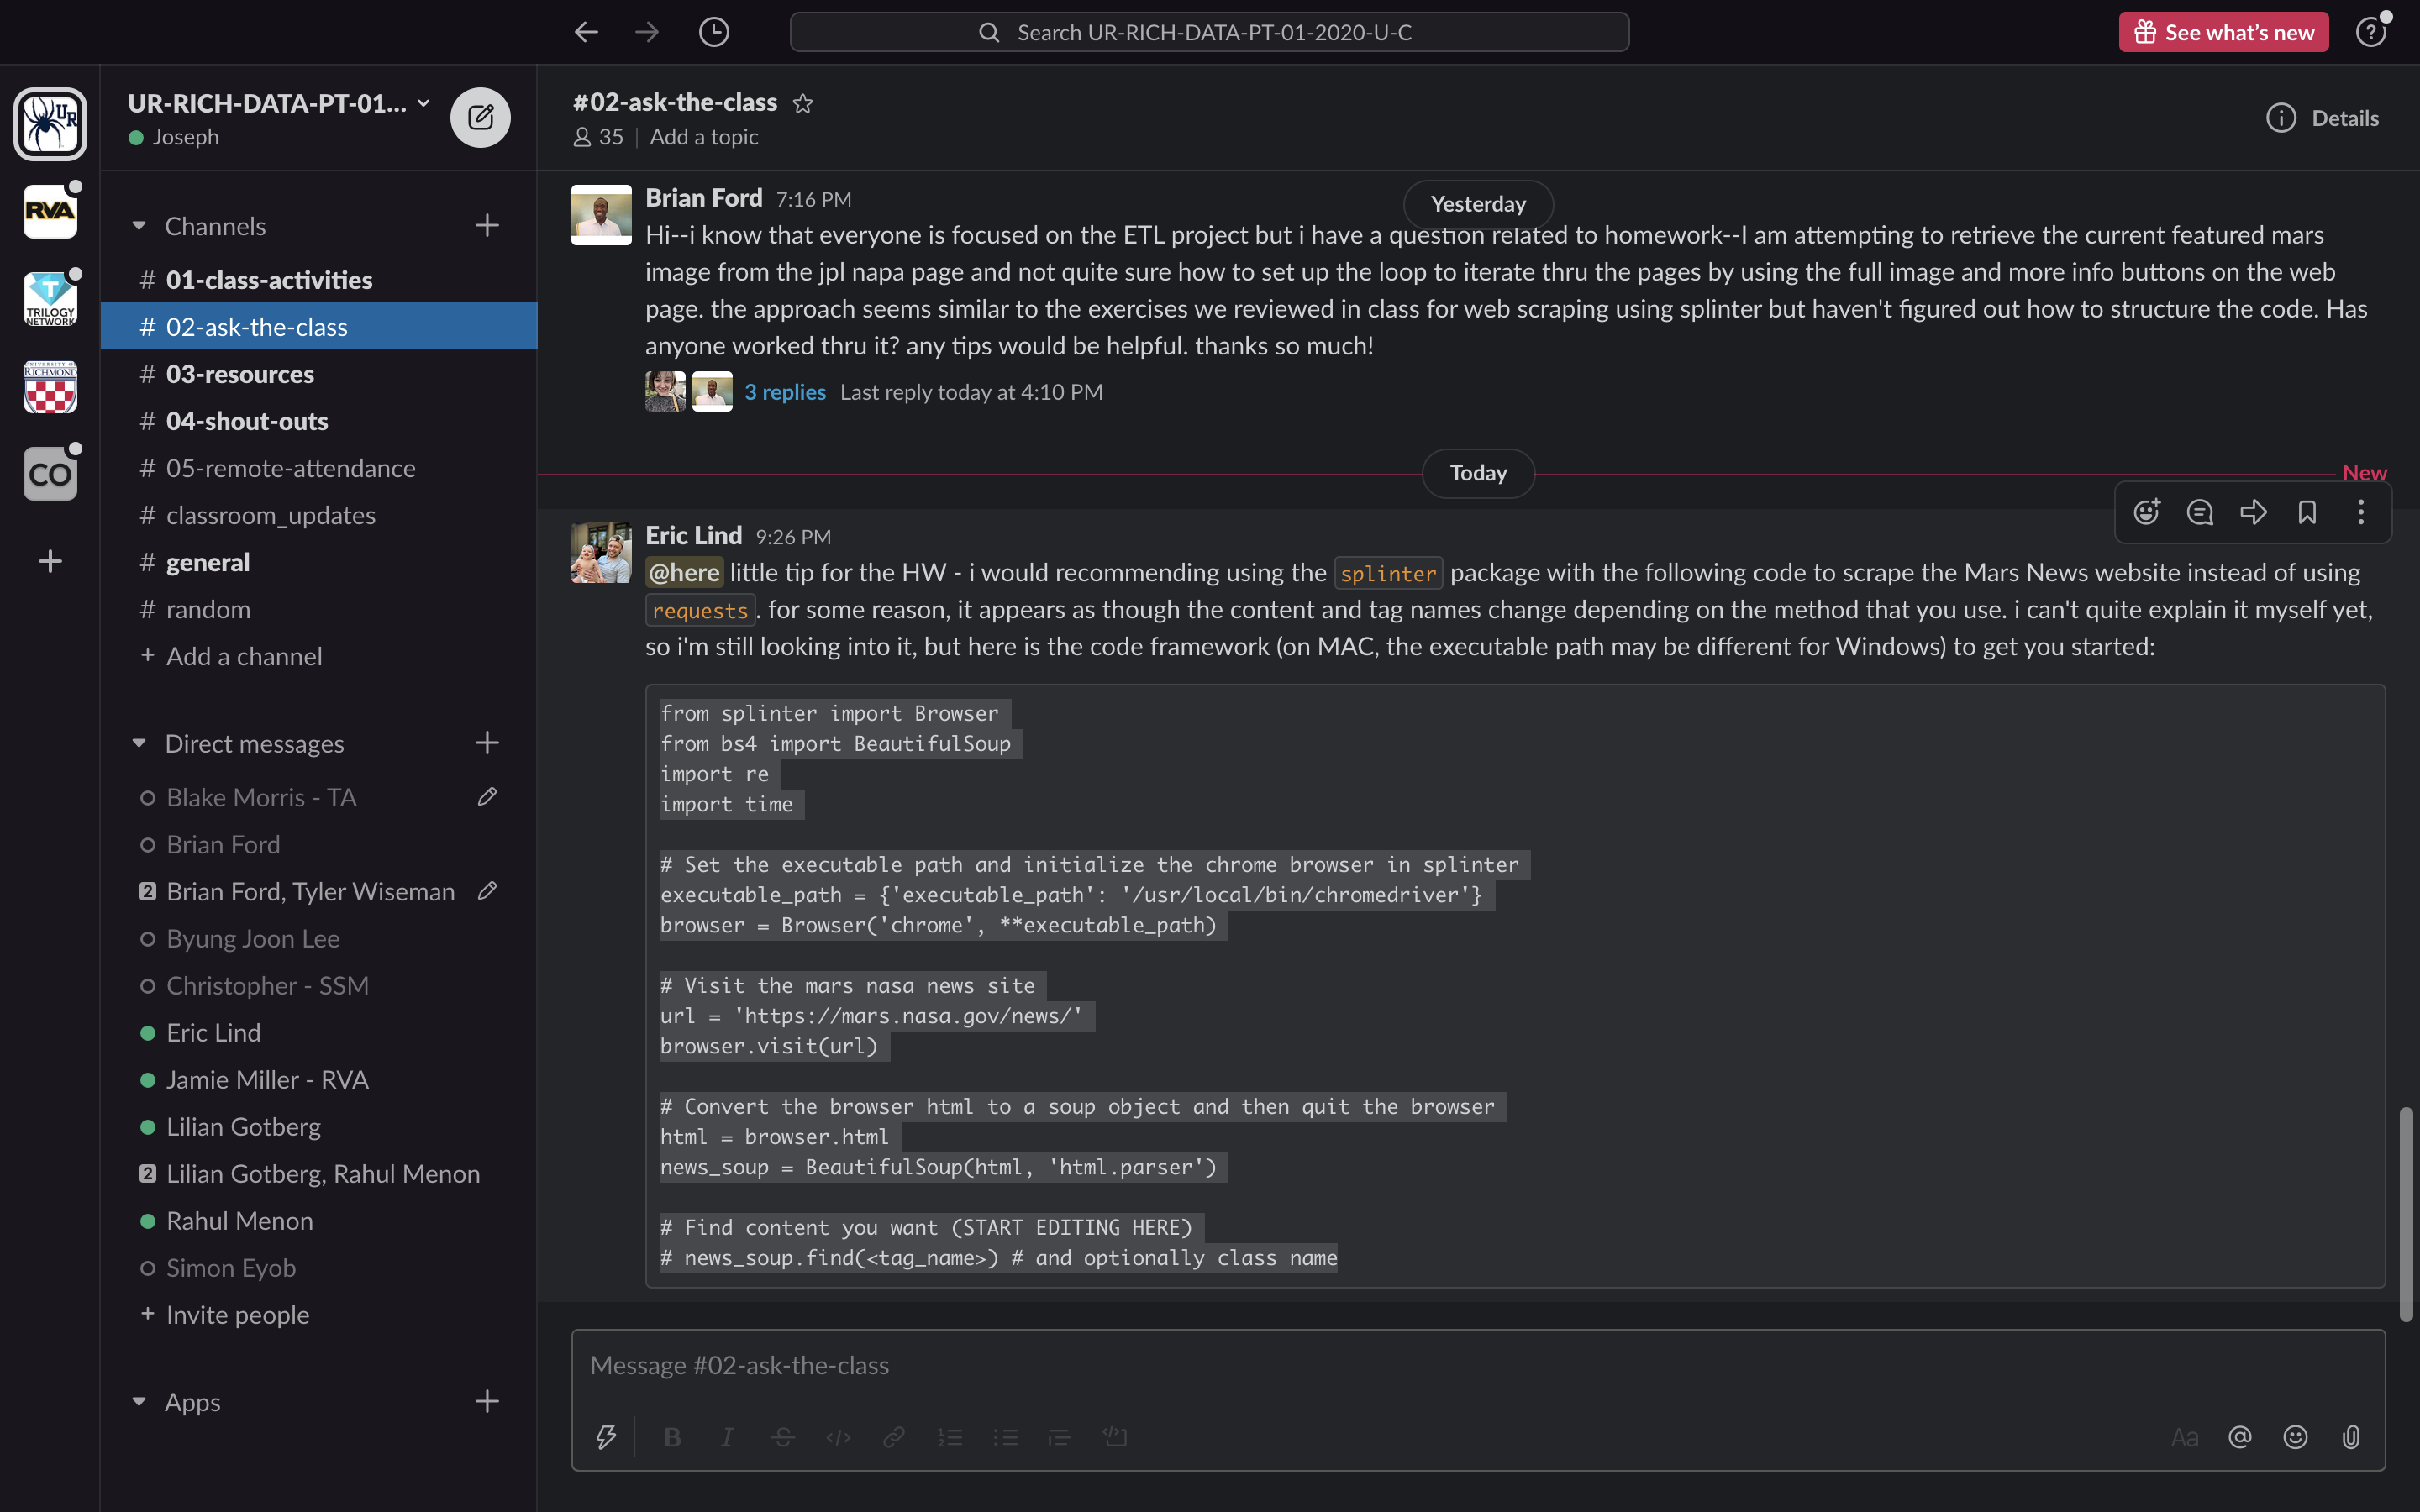 Search UR-RICH-DATA-PT-01-2020-U-C
See what's new
UR
RVA
T
TRILOGY
NETWORK
UNIVERSITY OF
RICHMOND
CO
UR-RICH-DATA-PT-01...
Joseph
Channels
# 01-class-activities
# 02-ask-the-class
# 03-resources
# 04-shout-outs
# 05-remote-attendance
# classroom_updates
# general
# random
+ Add a channel
Direct messages
Blake Morris - TA
Brian Ford
2 Brian Ford, Tyler Wiseman
Byung Joon Lee
Christopher - SSM
Eric Lind
Jamie Miller - RVA
Lilian Gotberg
2 Lilian Gotberg, Rahul Menon
Rahul Menon
Simon Eyob
+ Invite people
Apps
#02-ask-the-class
35 | Add a topic
Details
Yesterday
Brian Ford 7:16 PM
Hi--i know that everyone is focused on the ETL project but i have a question related to homework--I am attempting to retrieve the current featured mars
image from the jpl napa page and not quite sure how to set up the loop to iterate thru the pages by using the full image and more info buttons on the web
page. the approach seems similar to the exercises we reviewed in class for web scraping using splinter but haven't figured out how to structure the code. Has
anyone worked thru it? any tips would be helpful. thanks so much!
3 replies Last reply today at 4:10 PM
Today
New
Eric Lind 9:26 PM
@here little tip for the HW - i would recommending using the splinter package with the following code to scrape the Mars News website instead of using
requests. for some reason, it appears as though the content and tag names change depending on the method that you use. i can't quite explain it myself yet,
so i'm still looking into it, but here is the code framework (on MAC, the executable path may be different for Windows) to get you started:
from splinter import Browser
from bs4 import BeautifulSoup
import re
import time
# Set the executable path and initialize the chrome browser in splinter
executable_path = {'executable_path': '/usr/local/bin/chromedriver'}
browser = Browser('chrome', **executable_path)
# Visit the mars nasa news site
url = 'https://mars.nasa.gov/news/'
browser.visit(url)
# Convert the browser html to a soup object and then quit the browser
html = browser.html
news_soup = BeautifulSoup(html, 'html.parser')
# Find content you want (START EDITING HERE)
# news_soup.find(<tag_name>) # and optionally class name
Message #02-ask-the-class
B I S </> Aa @